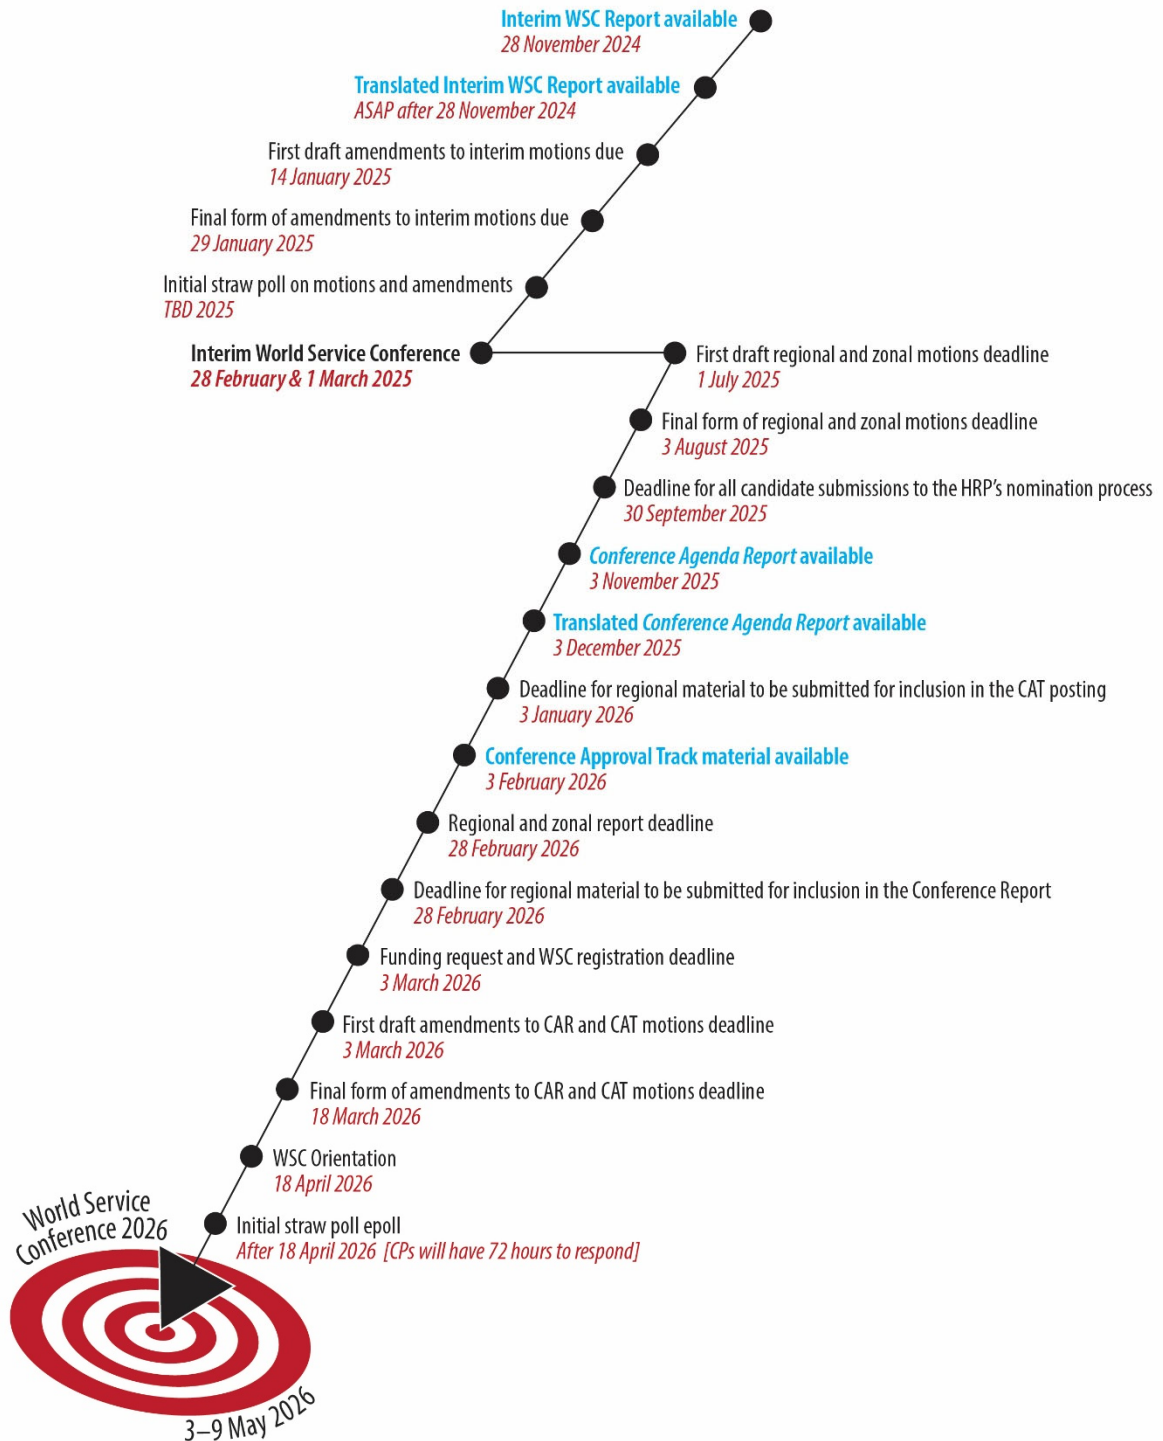 Interim WSC Report available
28 November 2024
Translated Interim WSC Report available
ASAP after 28 November 2024
First draft amendments to interim motions due
14 January 2025
Final form of amendments to interim motions due
29 January 2025
Initial straw poll on motions and amendments
TBD 2025
Interim World Service Conference
28 February & 1 March 2025
First draft regional and zonal motions deadline
1 July 2025
Final form of regional and zonal motions deadline
3 August 2025
Deadline for all candidate submissions to the HRP’s nomination process
30 September 2025
Conference Agenda Report available
3 November 2025
Translated Conference Agenda Report available
3 December 2025
Deadline for regional material to be submitted for inclusion in the CAT posting
3 January 2026
Conference Approval Track material available
3 February 2026
Regional and zonal report deadline
28 February 2026
Deadline for regional material to be submitted for inclusion in the Conference Report
28 February 2026
Funding request and WSC registration deadline
3 March 2026
First draft amendments to CAR and CAT motions deadline
3 March 2026
Final form of amendments to CAR and CAT motions deadline
18 March 2026
WSC Orientation
18 April 2026
Initial straw poll epoll
After 18 April 2026 [CPs will have 72 hours to respond]
World Service
Conference 2026
3–9 May 2026